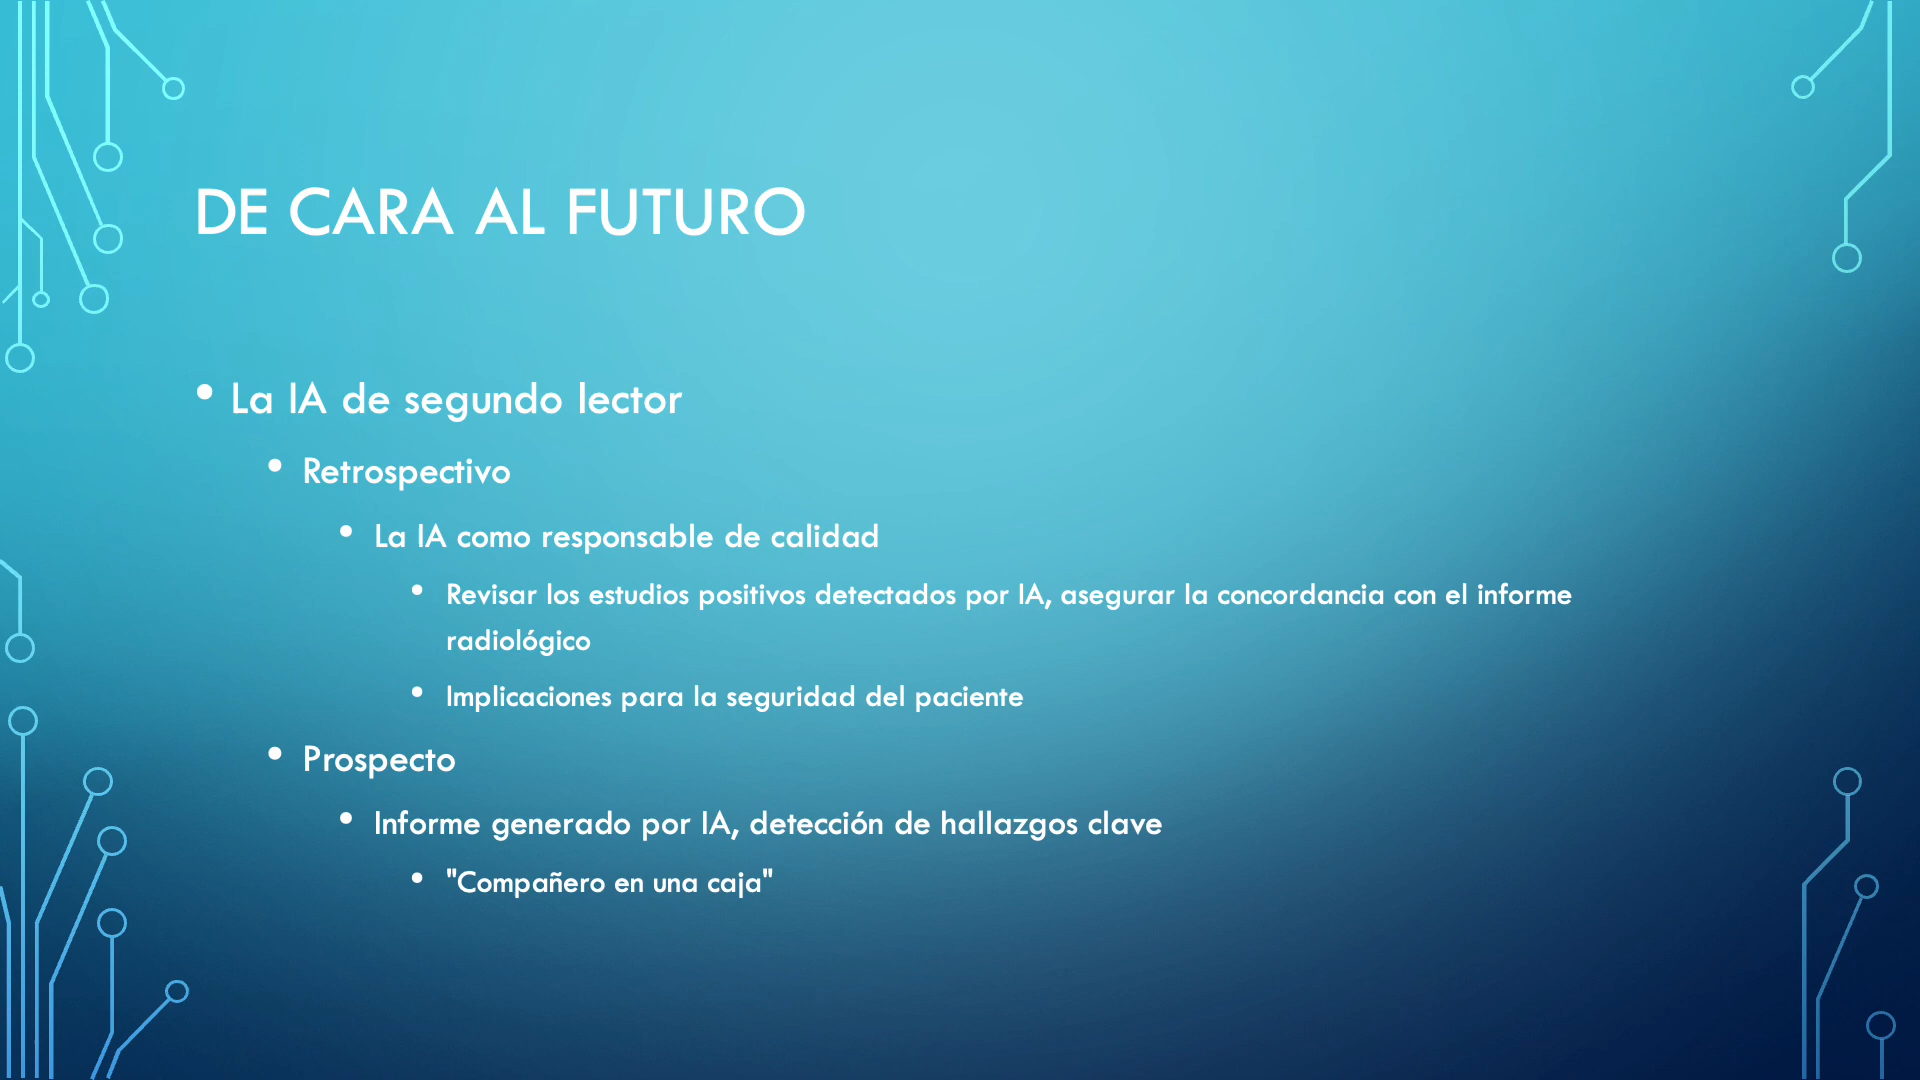 DE CARA AL FUTURO
• La IA de segundo lector
• Retrospectivo
• La IA como responsable de calidad
• Revisar los estudios positivos detectados por IA, asegurar la concordancia con el informe
radiológico
• Implicaciones para la seguridad del paciente
• Prospecto
• Informe generado por IA, detección de hallazgos clave
• "Compañero en una caja"